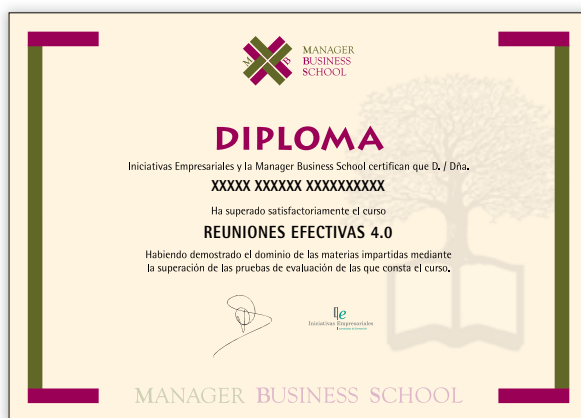 M B
MANAGER
BUSINESS
SCHOOL
DIPLOMA
Iniciativas Empresariales y la Manager Business School certifican que D. / Dña.
XXXXX XXXXXX XXXXXXXXXX
Ha superado satisfactoriamente el curso
REUNIONES EFECTIVAS 4.0
Habiendo demostrado el dominio de las materias impartidas mediante
la superación de las pruebas de evaluación de las que consta el curso.
Iniciativas Empresariales
MANAGER BUSINESS SCHOOL